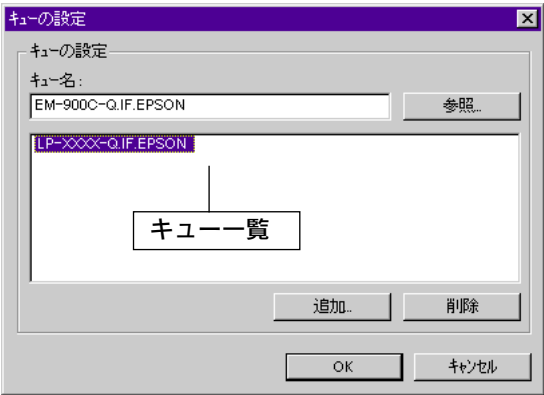 キューの設定
キューの設定
キュー名:
EM-900C-Q.IF.EPSON
参照...
LP-XXXX-Q.IF.EPSON
キュー一覧
追加...
削除
OK
キャンセル